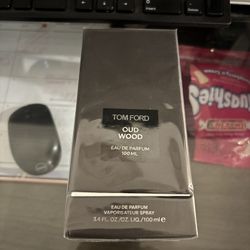 TOM FORD
OUD
WOOD
EAU DE PARFUM
100 ML
EAU DE PARFUM
VAPORISATEUR SPRAY
3.4 FL.OZ./OZ. LIQ./100 ml ℮